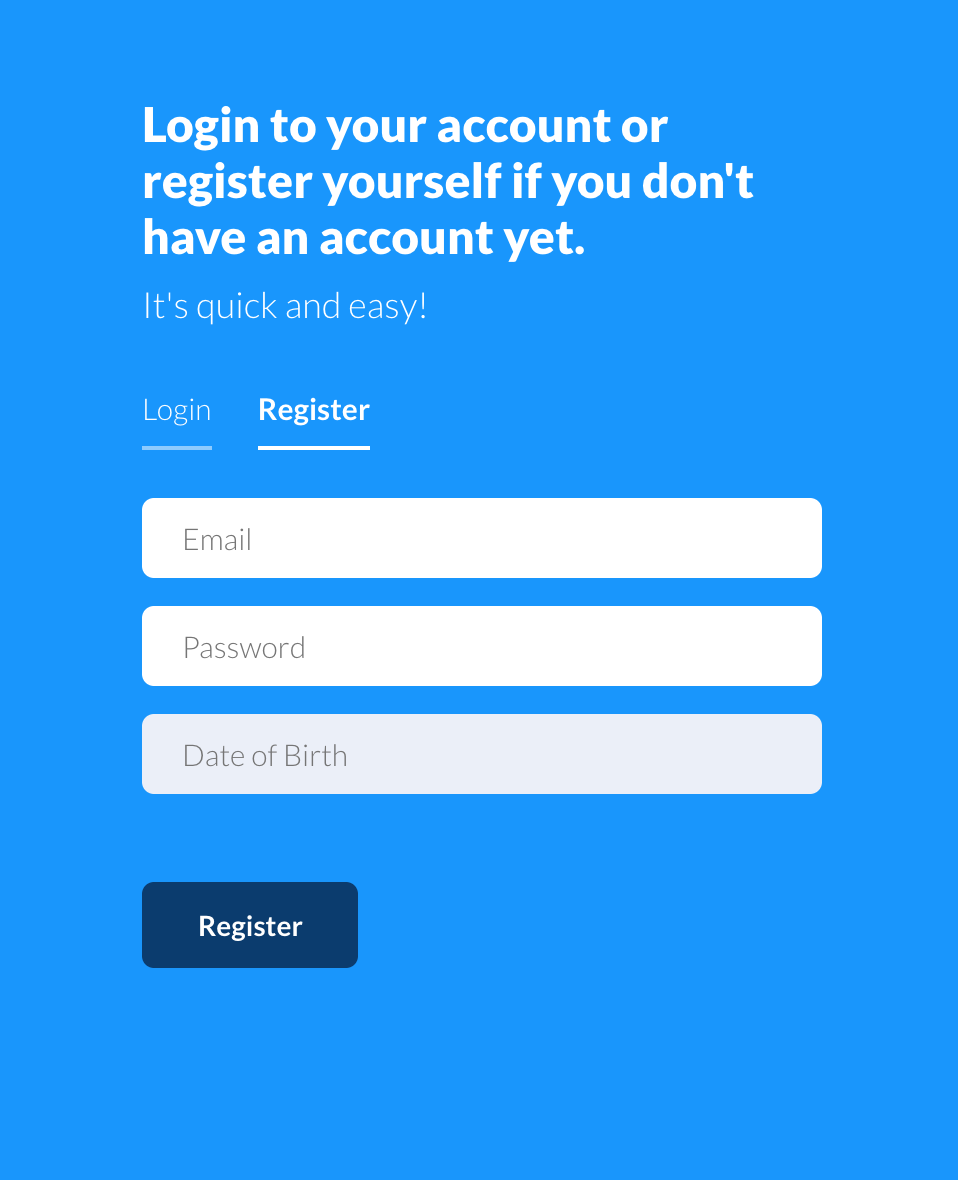 Login to your account or
register yourself if you don't
have an account yet.
It's quick and easy!
Login Register
Email
Password
Date of Birth
Register